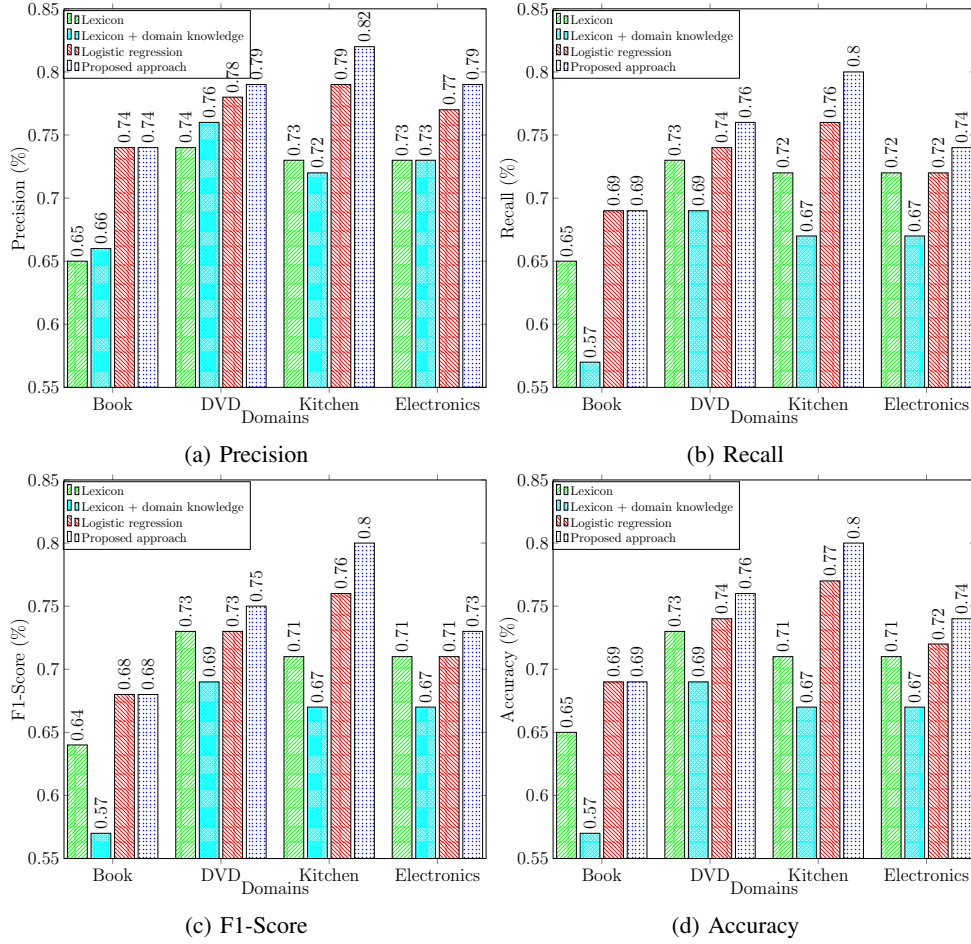 0.85
0.8
0.75
0.7
0.65
0.6
0.55
Precision (%)
Lexicon
Lexicon + domain knowledge
Logistic regression
Proposed approach
0.65
0.66
0.74
0.74
0.74
0.76
0.78
0.79
0.73
0.72
0.79
0.82
0.73
0.73
0.77
0.79
Book DVD Kitchen Electronics
Domains
(a) Precision
0.85
0.8
0.75
0.7
0.65
0.6
0.55
Recall (%)
Lexicon
Lexicon + domain knowledge
Logistic regression
Proposed approach
0.65
0.57
0.69
0.69
0.73
0.69
0.74
0.76
0.72
0.67
0.76
0.8
0.72
0.67
0.72
0.74
Book DVD Kitchen Electronics
Domains
(b) Recall
0.85
0.8
0.75
0.7
0.65
0.6
0.55
F1-Score (%)
Lexicon
Lexicon + domain knowledge
Logistic regression
Proposed approach
0.64
0.57
0.68
0.68
0.73
0.69
0.73
0.75
0.71
0.67
0.76
0.8
0.71
0.67
0.71
0.73
Book DVD Kitchen Electronics
Domains
(c) F1-Score
0.85
0.8
0.75
0.7
0.65
0.6
0.55
Accuracy (%)
Lexicon
Lexicon + domain knowledge
Logistic regression
Proposed approach
0.65
0.57
0.69
0.69
0.73
0.69
0.74
0.76
0.71
0.67
0.77
0.8
0.71
0.67
0.72
0.74
Book DVD Kitchen Electronics
Domains
(d) Accuracy